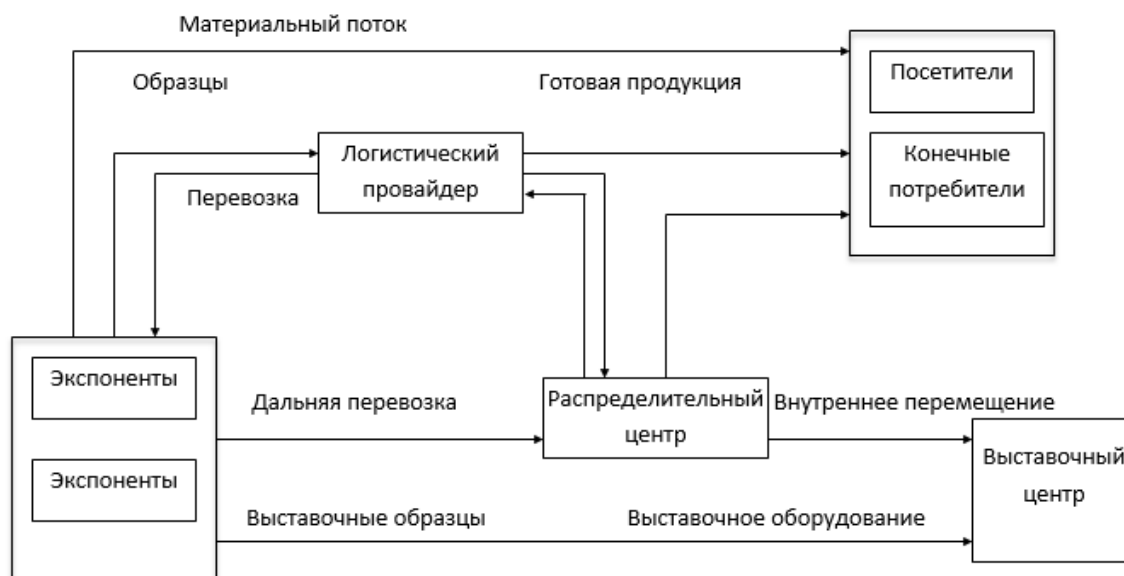 Материальный поток
Образцы
Готовая продукция
Посетители
Логистический
провайдер
Конечные
потребители
Перевозка
Экспоненты
Дальняя перевозка
Распределительный
центр
Внутреннее перемещение
Экспоненты
Выставочный
центр
Выставочные образцы
Выставочное оборудование